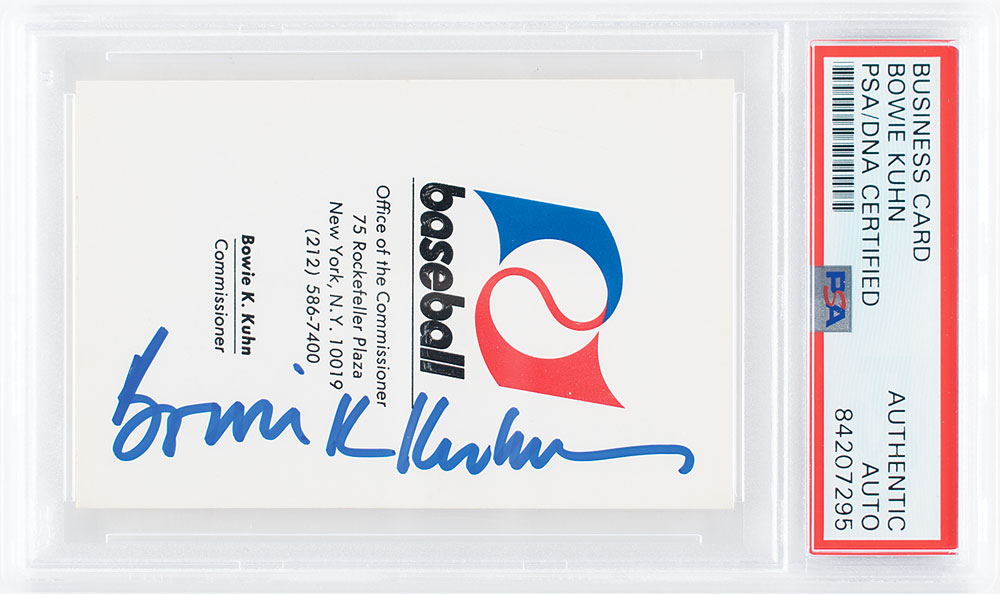 BUSINESS CARD
BOWIE KUHN
PSA/DNA CERTIFIED
AUTHENTIC
AUTO
84207295
PSA
baseball
Office of the Commissioner
75 Rockefeller Plaza
New York, N.Y. 10019
(212) 586-7400
Bowie K. Kuhn
Commissioner
Bowie K Kuhn